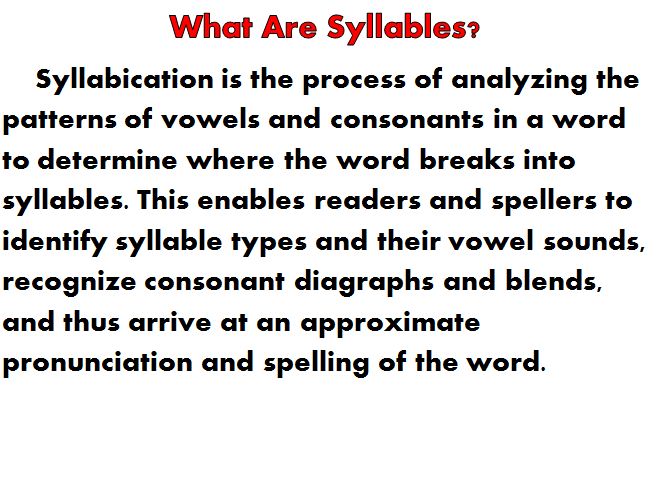 What Are Syllables?
Syllabication is the process of analyzing the
patterns of vowels and consonants in a word
to determine where the word breaks into
syllables. This enables readers and spellers to
identify syllable types and their vowel sounds,
recognize consonant diagraphs and blends,
and thus arrive at an approximate
pronunciation and spelling of the word.